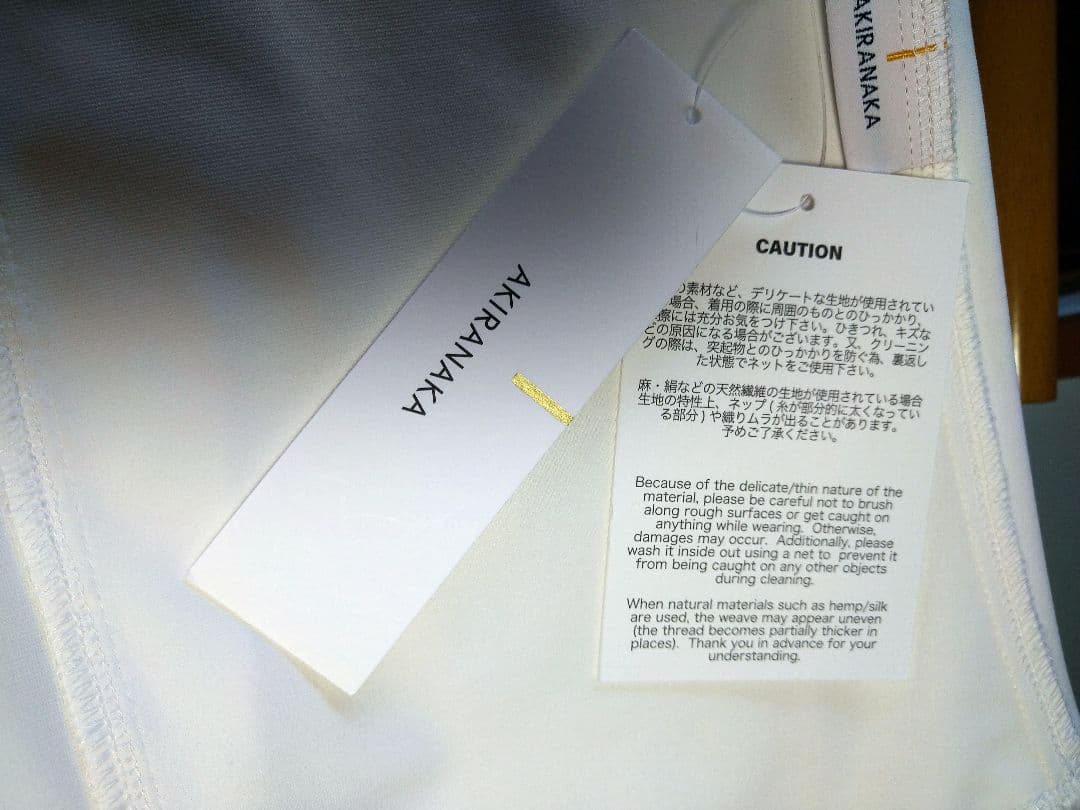 AKIRANAKA
AKIRANAKA
CAUTION
の素材など、デリケートな生地が使用されてい
場合、着用の際に周囲のものとのひっかかり、
擦には充分お気をつけ下さい。ひきつれ、キズな
どの原因になる場合がございます。又、クリーニン
グの際は、突起物とのひっかかりを防ぐ為、裏返し
た状態でネットをご使用下さい。
麻・絹などの天然繊維の生地が使用されている場合
生地の特性上、ネップ(糸が部分的に太くなってい
る部分)や織りムラが出ることがあります。
予めご了承ください。
Because of the delicate/thin nature of the
material, please be careful not to brush
along rough surfaces or get caught on
anything while wearing. Otherwise,
damages may occur. Additionally, please
wash it inside out using a net to prevent it
from being caught on any other objects
during cleaning.
When natural materials such as hemp/silk
are used, the weave may appear uneven
(the thread becomes partially thicker in
places). Thank you in advance for your
understanding.